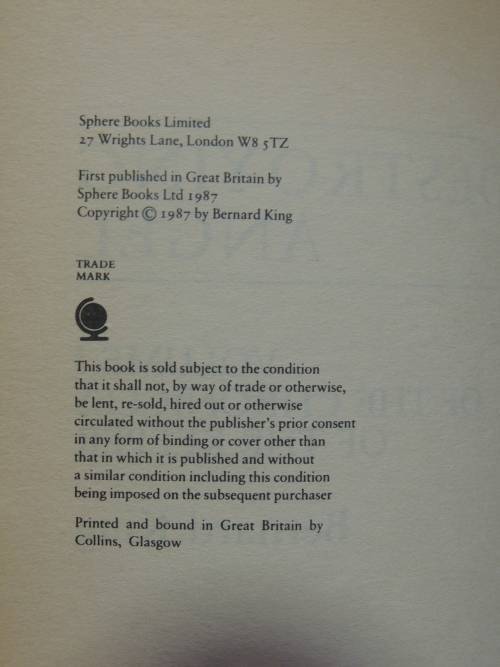 Sphere Books Limited
27 Wrights Lane, London W8 5TZ
First published in Great Britain by
Sphere Books Ltd 1987
Copyright © 1987 by Bernard King
TRADE
MARK
This book is sold subject to the condition
that it shall not, by way of trade or otherwise,
be lent, re-sold, hired out or otherwise
circulated without the publisher's prior consent
in any form of binding or cover other than
that in which it is published and without
a similar condition including this condition
being imposed on the subsequent purchaser
Printed and bound in Great Britain by
Collins, Glasgow